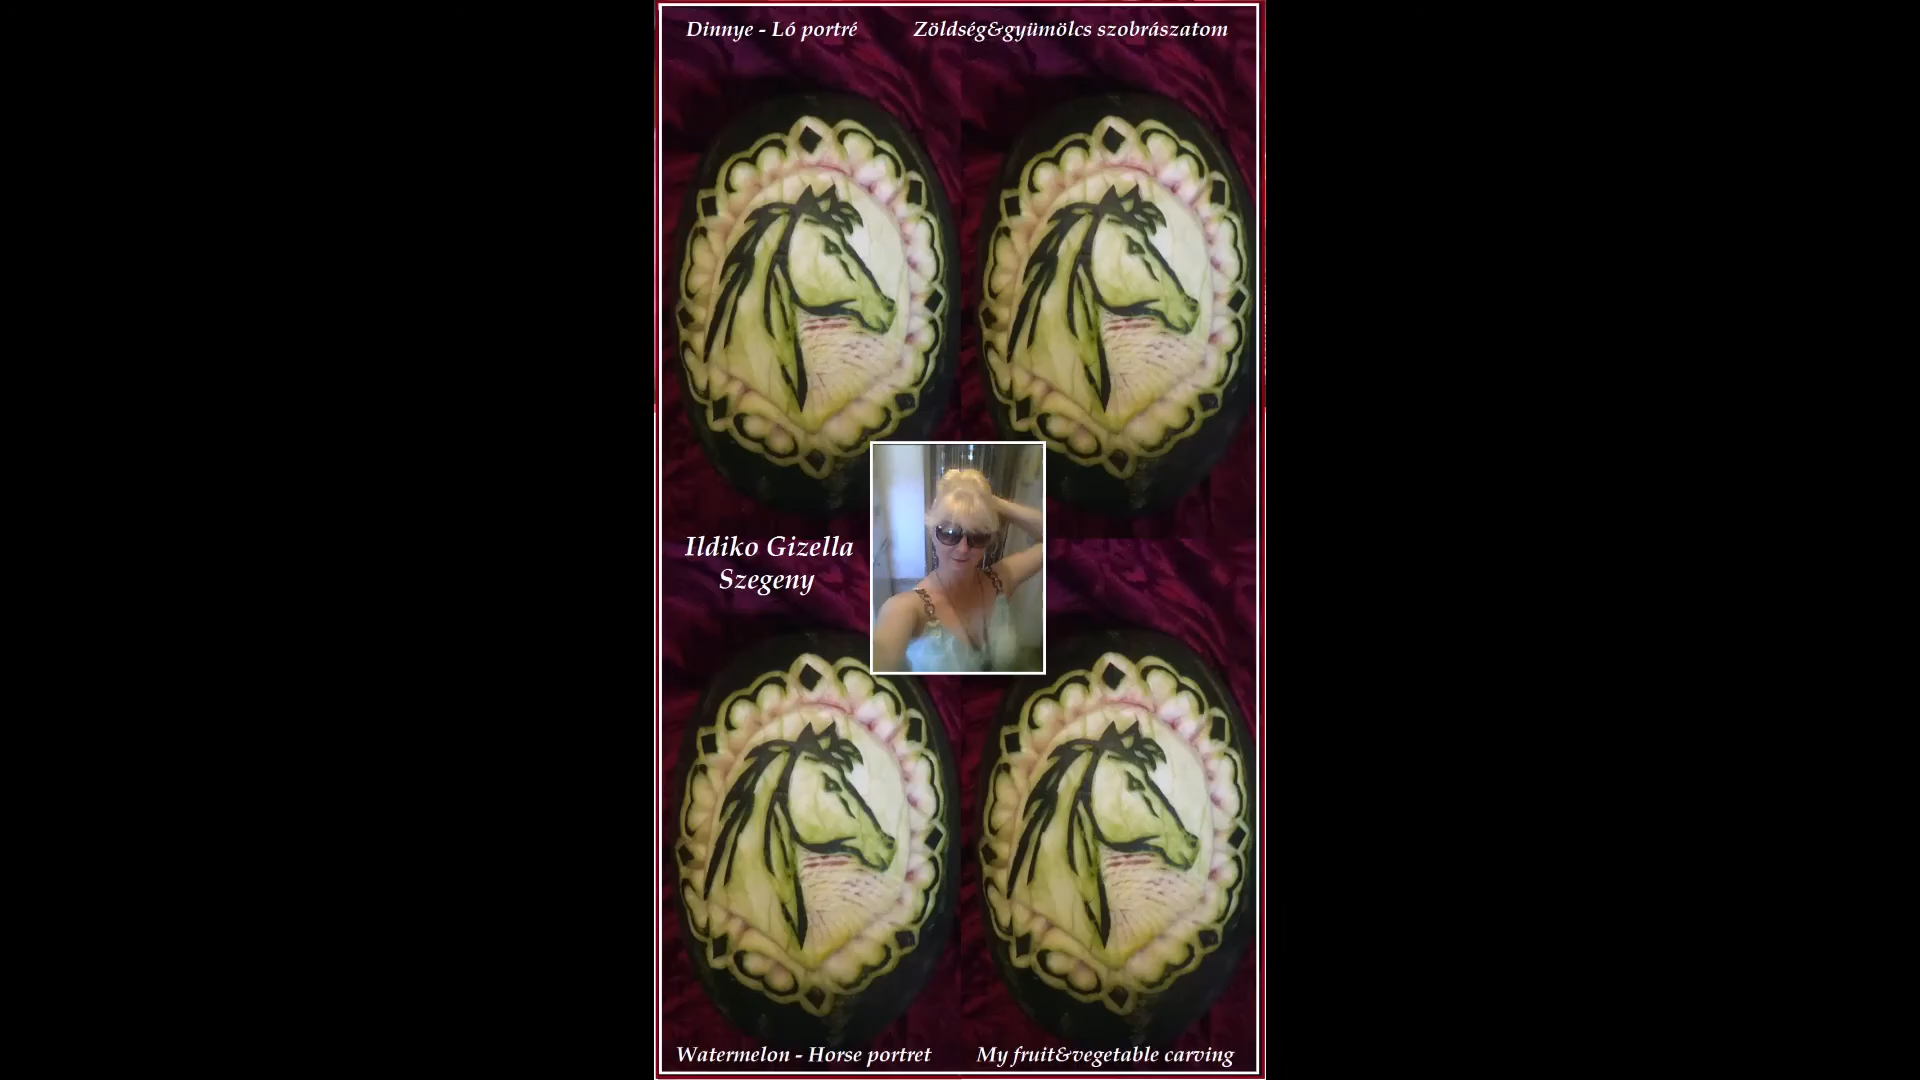 Dinnye - Ló portré
Zöldség&gyümölcs szobrászatom
Ildiko Gizella
Szegeny
Watermelon - Horse portret
My fruit&vegetable carving